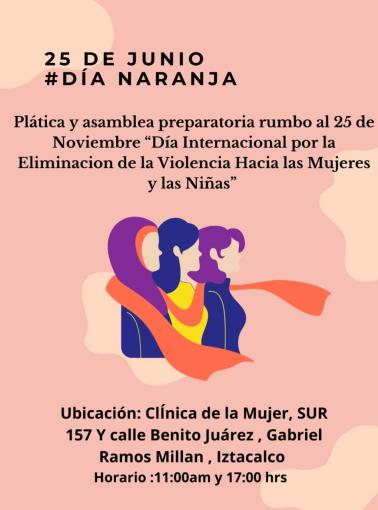 25 DE JUNIO
#DÍA NARANJA
Plática y asamblea preparatoria rumbo al 25 de
Noviembre “Día Internacional por la
Eliminacion de la Violencia Hacia las Mujeres
y las Niñas”
Ubicación: ClÍnica de la Mujer, SUR
157 Y calle Benito Juárez , Gabriel
Ramos Millan , Iztacalco
Horario :11:00am y 17:00 hrs